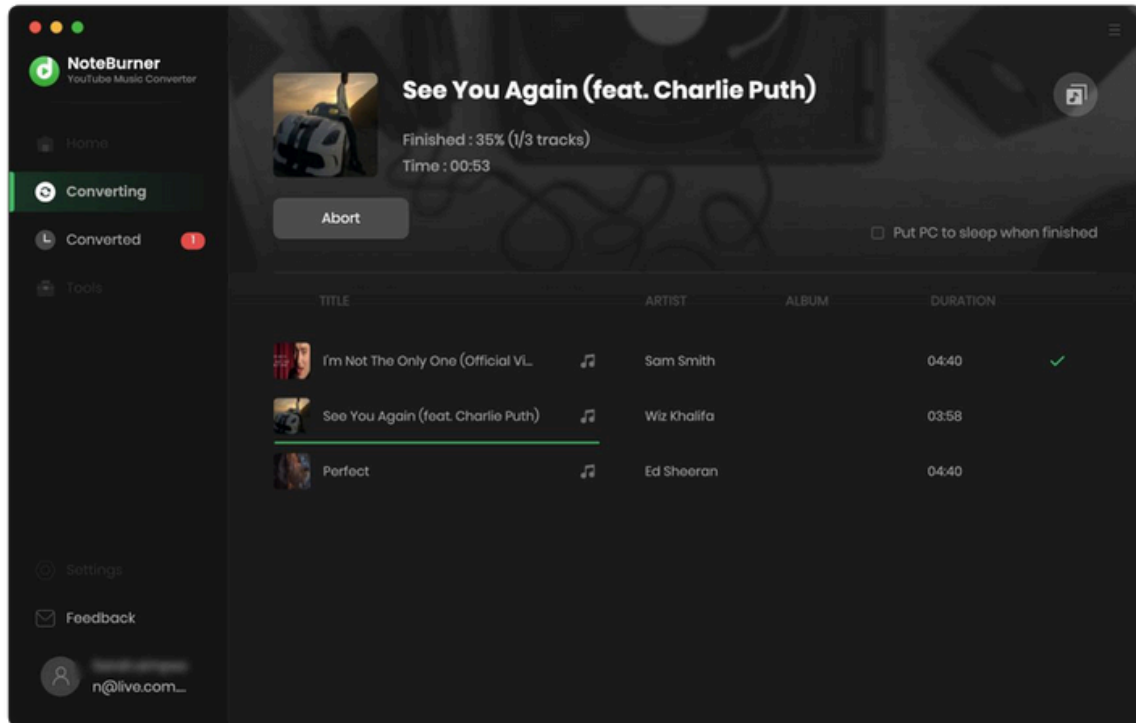 NoteBurner
YouTube Music Converter
Home
Converting
Converted 1
Tools
Settings
Feedback
n@live.com...
See You Again (feat. Charlie Puth)
Finished : 35% (1/3 tracks)
Time : 00:53
Abort
Put PC to sleep when finished
TITLE ARTIST ALBUM DURATION
I'm Not The Only One (Official Vi... Sam Smith 04:40
See You Again (feat. Charlie Puth) Wiz Khalifa 03:58
Perfect Ed Sheeran 04:40